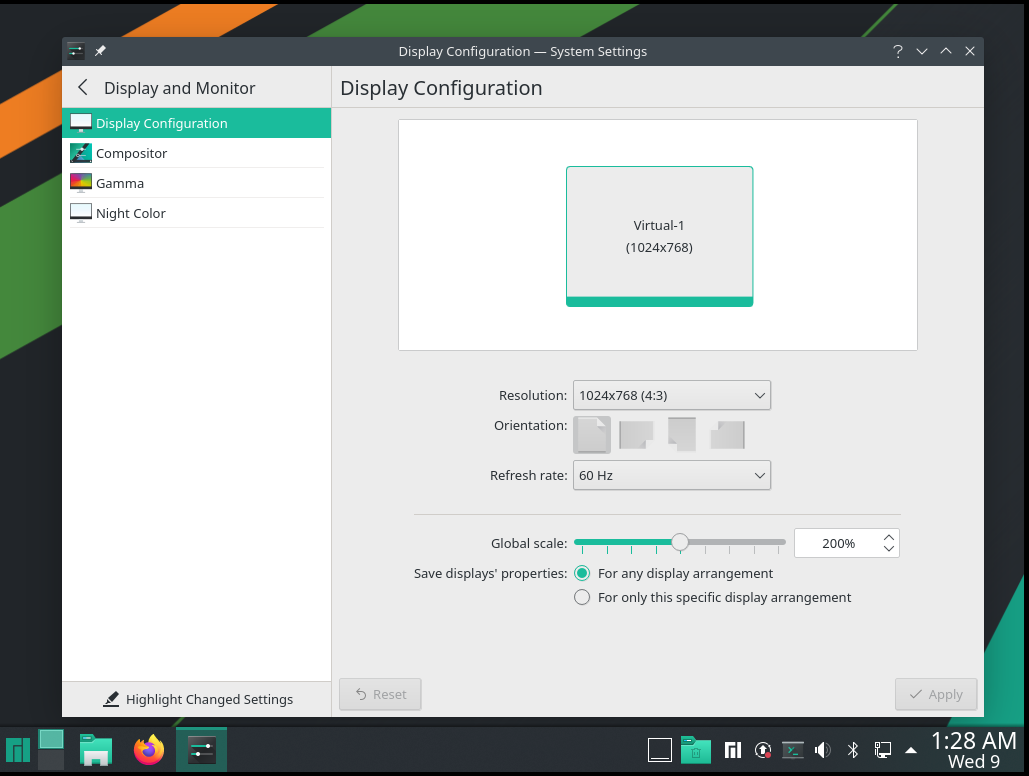 Display Configuration — System Settings
Display and Monitor
Display Configuration
Display Configuration
Compositor
Gamma
Night Color
Virtual-1
(1024x768)
Resolution: 1024x768 (4:3)
Orientation:
Refresh rate: 60 Hz
Global scale: 200%
Save displays' properties: For any display arrangement
For only this specific display arrangement
Highlight Changed Settings
Reset
Apply
1:28 AM
Wed 9